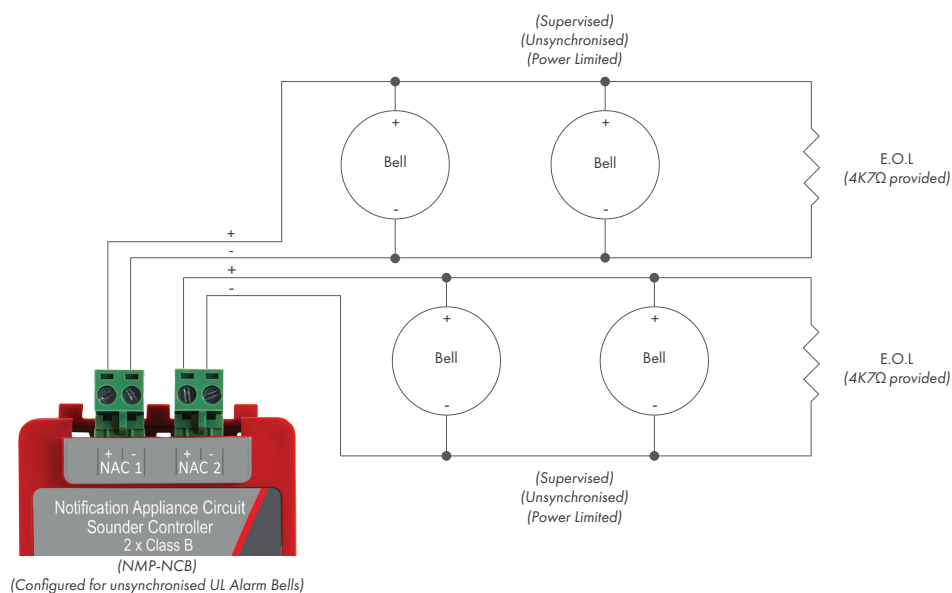 (Supervised)
(Unsynchronised)
(Power Limited)
+
Bell
-
+
Bell
-
E.O.L
(4K7Ω provided)
+
-
+
-
+
Bell
-
+
Bell
-
E.O.L
(4K7Ω provided)
+ - + -
NAC 1 NAC 2
(Supervised)
(Unsynchronised)
(Power Limited)
Notification Appliance Circuit
Sounder Controller
2 x Class B
(NMP-NCB)
(Configured for unsynchronised UL Alarm Bells)